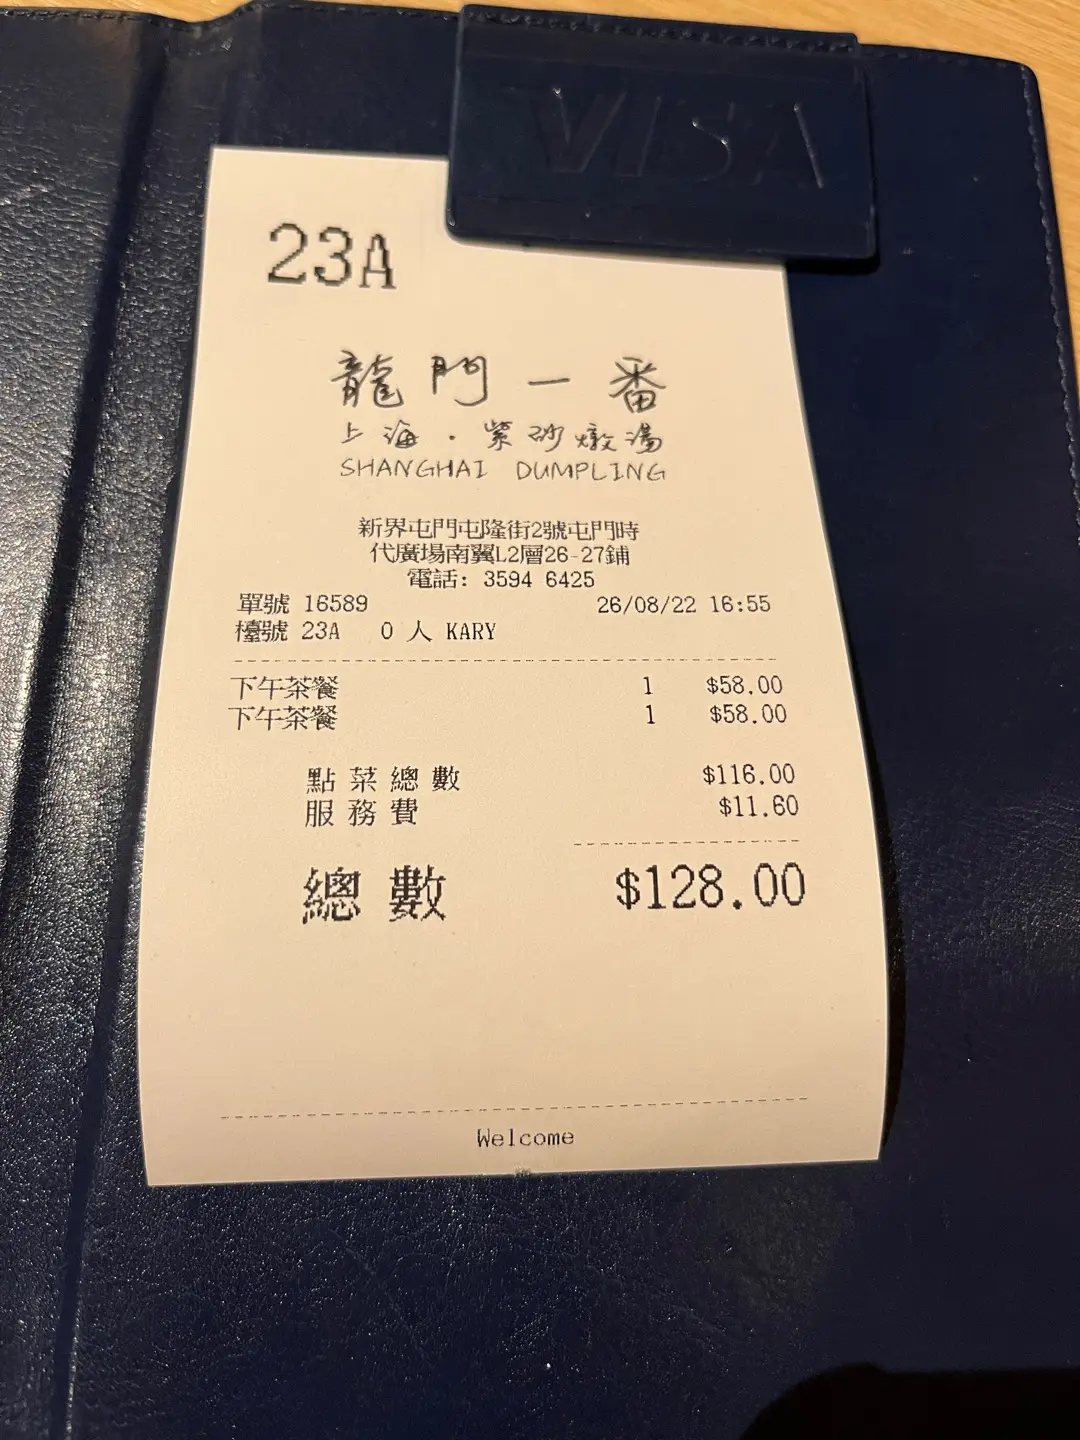 VISA
23A
龍門一番
上海・紫砂燉湯
SHANGHAI DUMPLING
新界屯門屯隆街2號屯門時
代廣場南翼L2層26-27鋪
電話: 3594 6425
單號 16589 26/08/22 16:55
檯號 23A 0 人 KARY
下午茶餐 1 $58.00
下午茶餐 1 $58.00
點菜總數 $116.00
服務費 $11.60
總數 $128.00
Welcome